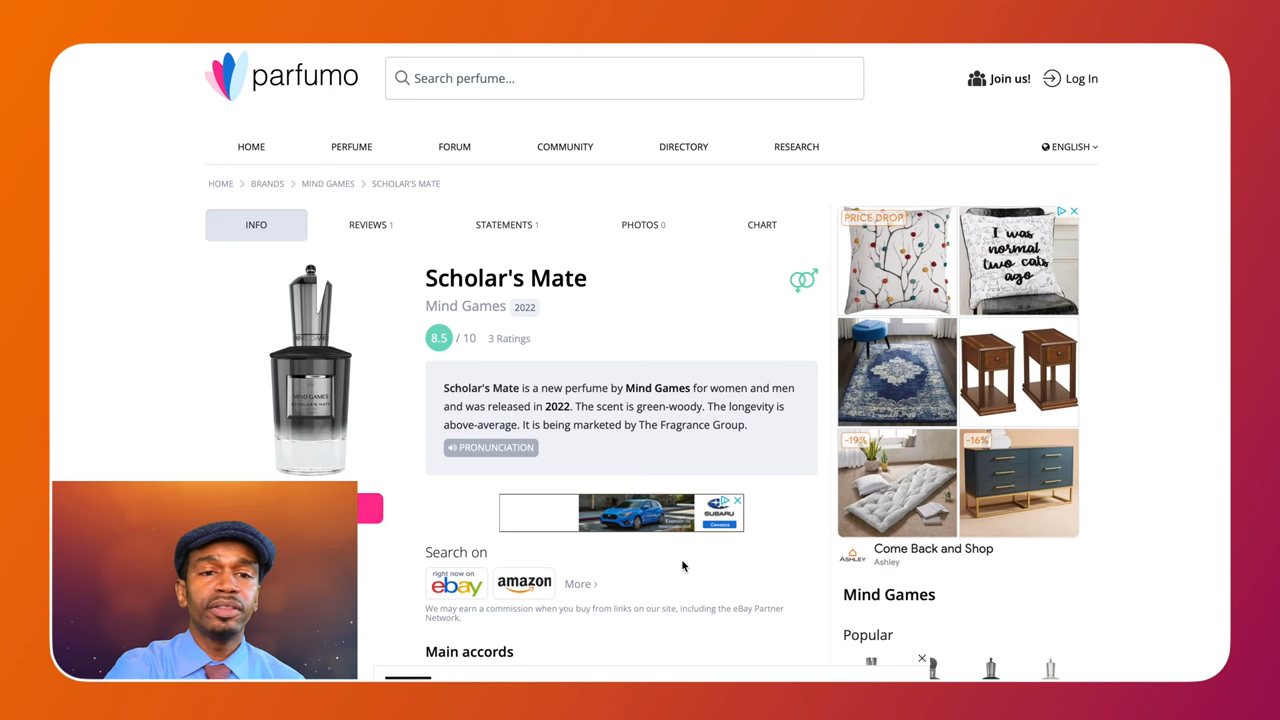 parfumo
Search perfume...
Join us!
Log In
HOME
PERFUME
FORUM
COMMUNITY
DIRECTORY
RESEARCH
ENGLISH
HOME > BRANDS > MIND GAMES > SCHOLAR'S MATE
INFO
REVIEWS 1
STATEMENTS 1
PHOTOS 0
CHART
MIND GAMES
SCHOLAR'S MATE
Scholar's Mate
Mind Games 2022
8.5 / 10 3 Ratings
Scholar's Mate is a new perfume by Mind Games for women and men
and was released in 2022. The scent is green-woody. The longevity is
above-average. It is being marketed by The Fragrance Group.
PRONUNCIATION
SUBARU
Search on
right now on
ebay
amazon
More >
We may earn a commission when you buy from links on our site, including the eBay Partner
Network.
Main accords
PRICE DROP
I was
normal
two cats
ago
-19%
-16%
ASHLEY
Come Back and Shop
Ashley
Mind Games
Popular